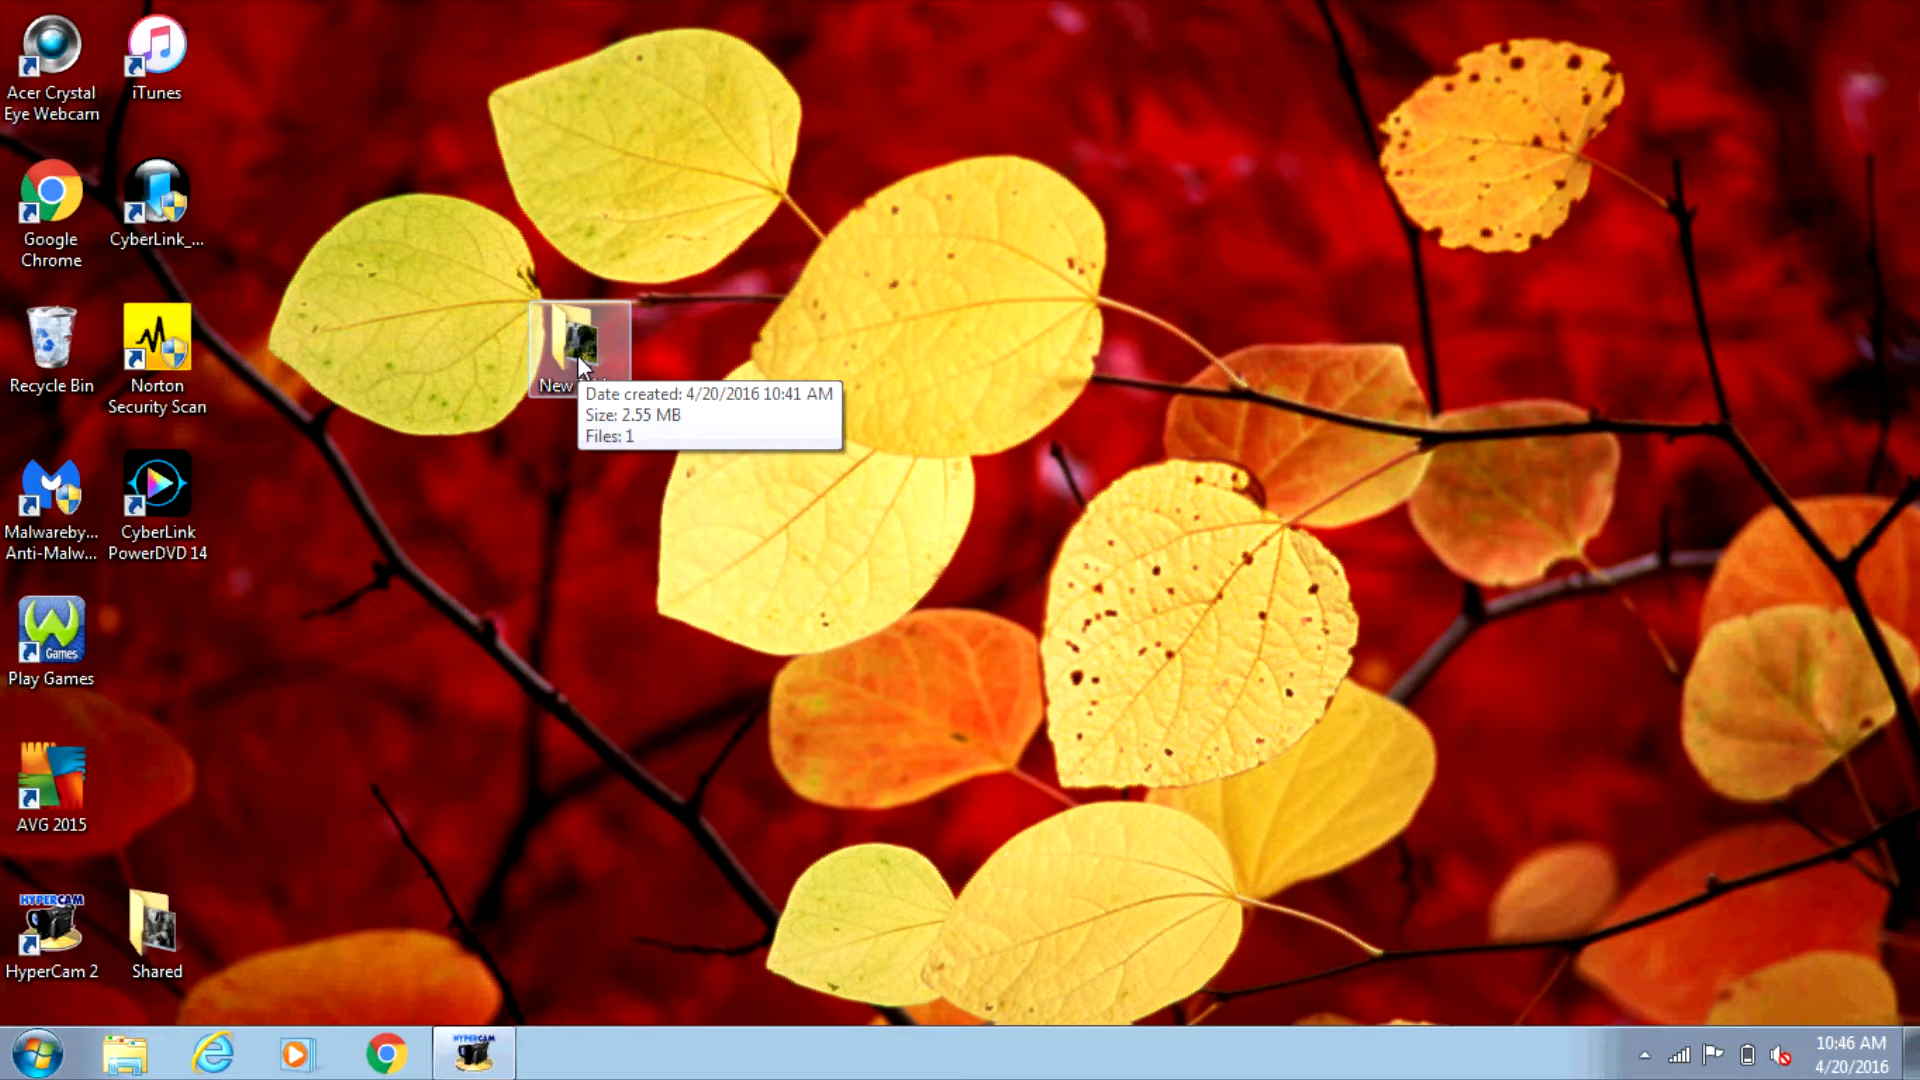 Acer Crystal
Eye Webcam
iTunes
Google
Chrome
CyberLink_...
Recycle Bin
Norton
Security Scan
Malwareby...
Anti-Malw...
CyberLink
PowerDVD 14
Games
Play Games
AVG 2015
HYPERCAM
HyperCam 2
Shared
New
Date created: 4/20/2016 10:41 AM
Size: 2.55 MB
Files: 1
HYPERCAM
10:46 AM
4/20/2016